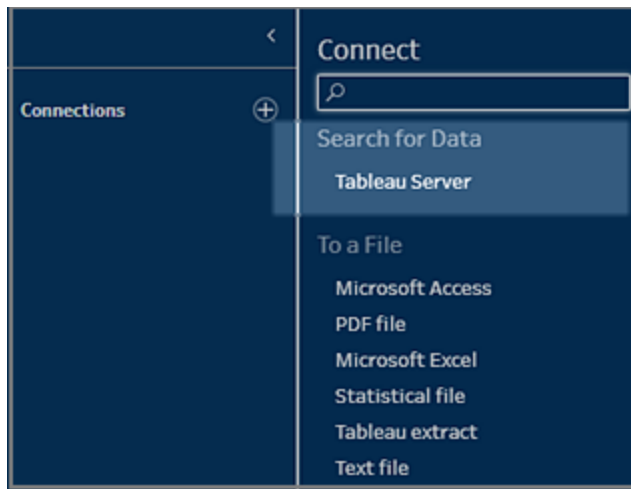 Connect
Connections
Search for Data
Tableau Server
To a File
Microsoft Access
PDF file
Microsoft Excel
Statistical file
Tableau extract
Text file